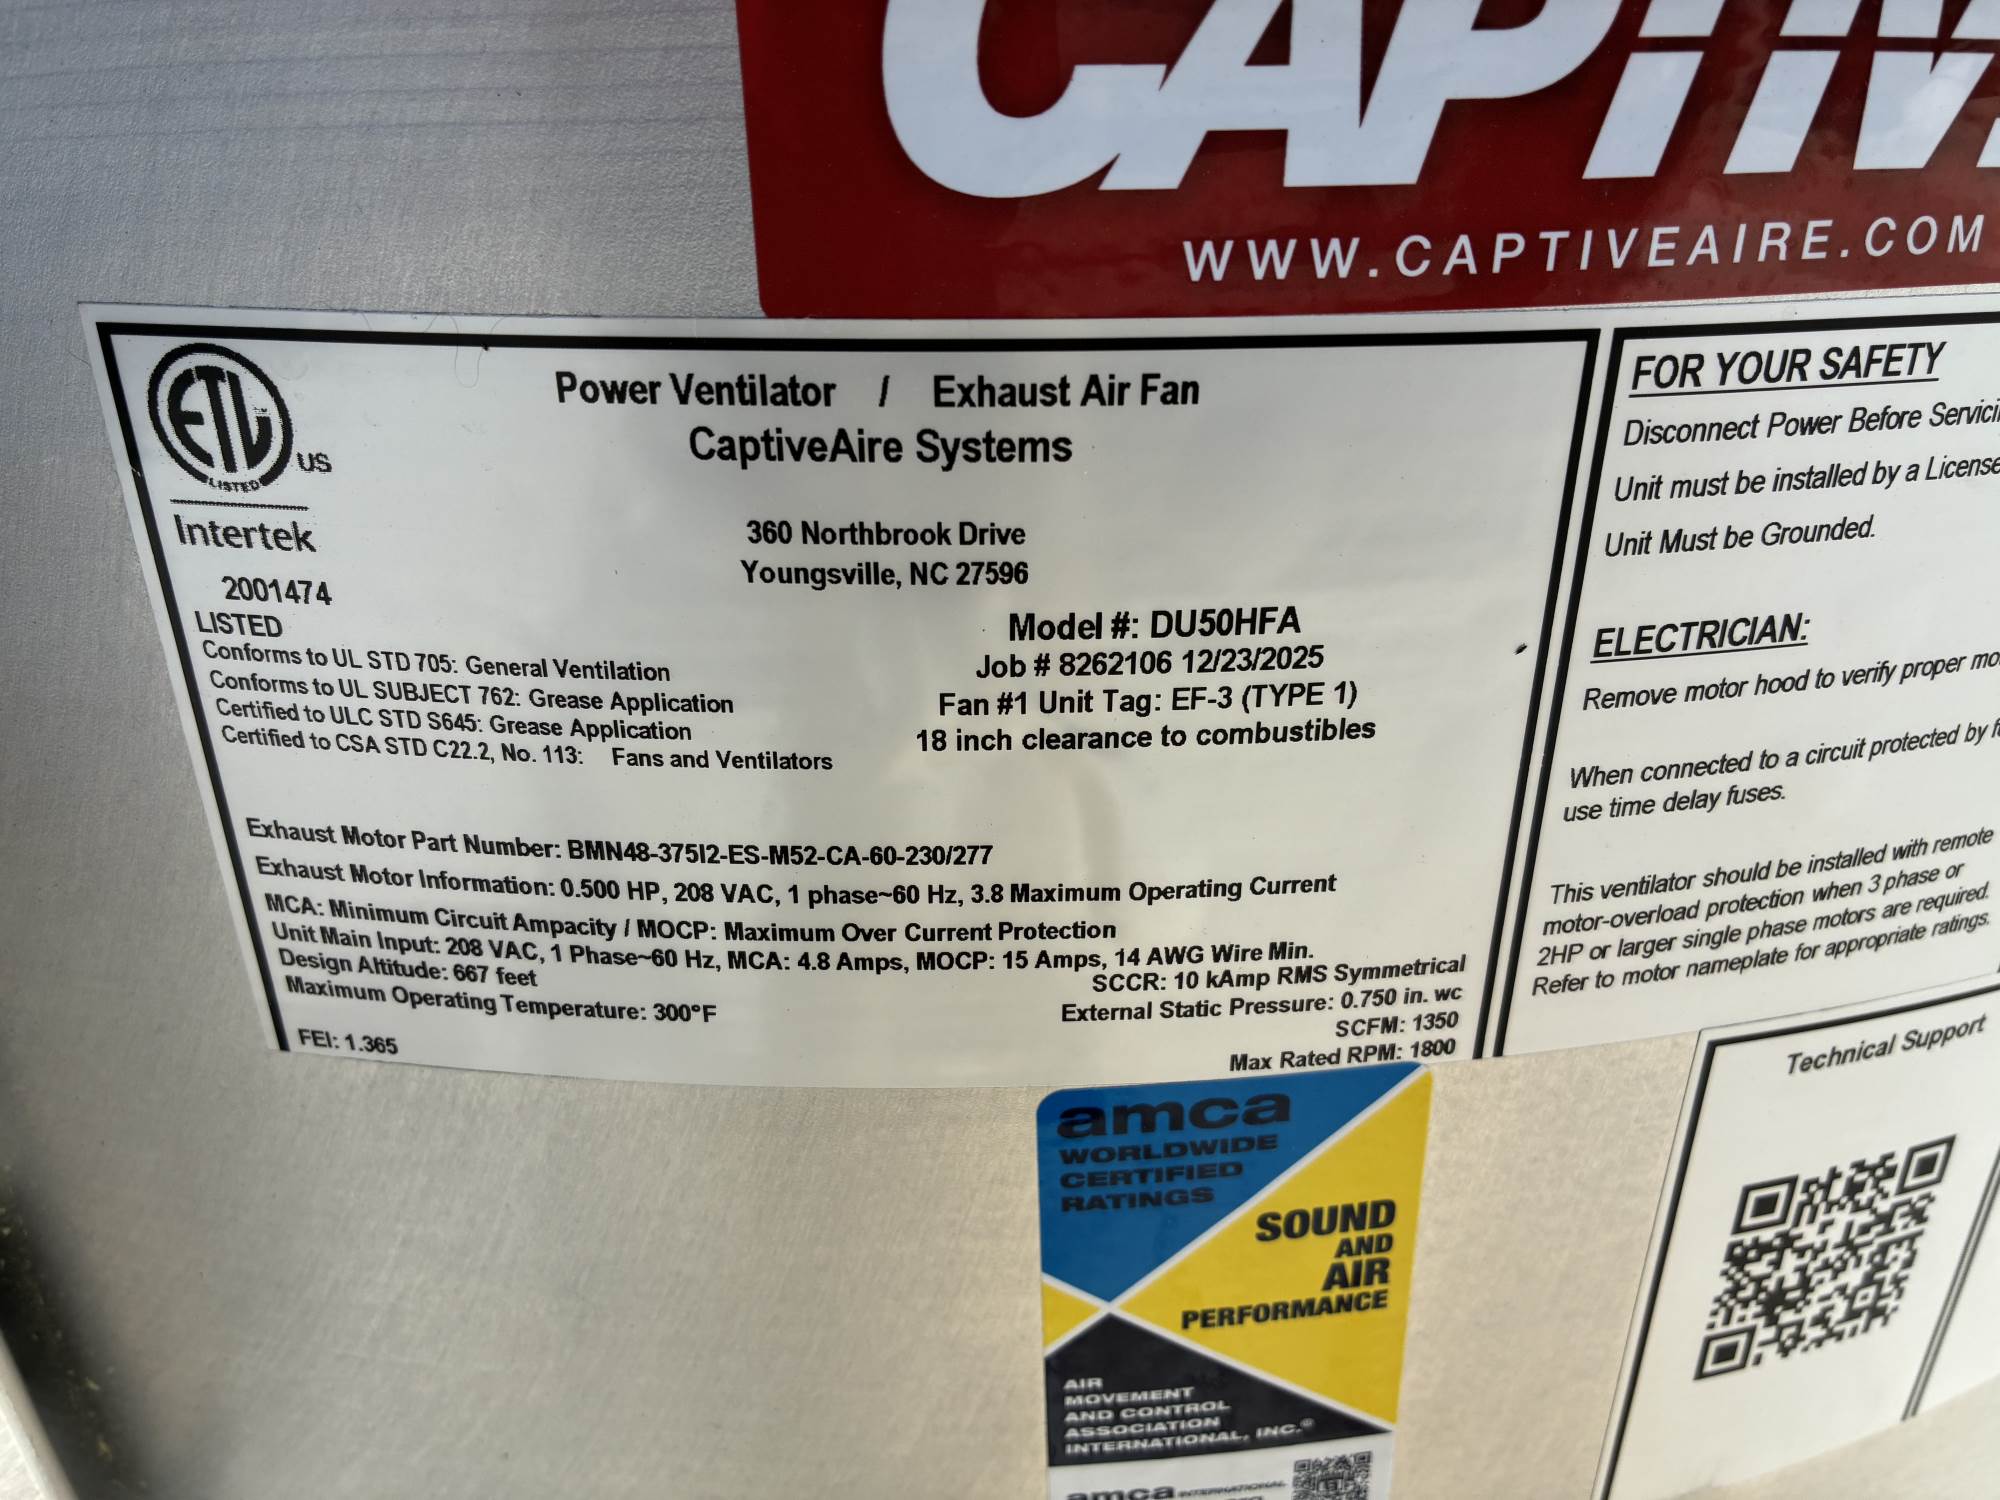 WWW.CAPTIVEAIRE.COM
ETL
LISTED
US
Intertek
2001474
LISTED
Conforms to UL STD 705: General Ventilation
Conforms to UL SUBJECT 762: Grease Application
Certified to ULC STD S645: Grease Application
Certified to CSA STD C22.2, No. 113: Fans and Ventilators
Power Ventilator / Exhaust Air Fan
CaptiveAire Systems
360 Northbrook Drive
Youngsville, NC 27596
Model #: DU50HFA
Job # 8262106 12/23/2025
Fan #1 Unit Tag: EF-3 (TYPE 1)
18 inch clearance to combustibles
Exhaust Motor Part Number: BMN48-375I2-ES-M52-CA-60-230/277
Exhaust Motor Information: 0.500 HP, 208 VAC, 1 phase~60 Hz, 3.8 Maximum Operating Current
MCA: Minimum Circuit Ampacity / MOCP: Maximum Over Current Protection
Unit Main Input: 208 VAC, 1 Phase~60 Hz, MCA: 4.8 Amps, MOCP: 15 Amps, 14 AWG Wire Min.
Design Altitude: 667 feet
SCCR: 10 kAmp RMS Symmetrical
Maximum Operating Temperature: 300°F
External Static Pressure: 0.750 in. wc
SCFM: 1350
FEI: 1.365
Max Rated RPM: 1800
FOR YOUR SAFETY
Disconnect Power Before
Unit must be installed by a
Unit Must be Grounded.
ELECTRICIAN:
Remove motor hood to verify proper
When connected to a circuit protected by
use time delay fuses.
This ventilator should be installed with remote
motor-overload protection when 3 phase or
2HP or larger single phase motors are required.
Refer to motor nameplate for appropriate ratings.
Technical Support
amca
WORLDWIDE
CERTIFIED
RATINGS
SOUND
AND
AIR
PERFORMANCE
AIR
MOVEMENT
AND CONTROL
ASSOCIATION
INTERNATIONAL, INC.®
amca INTERNATIONAL